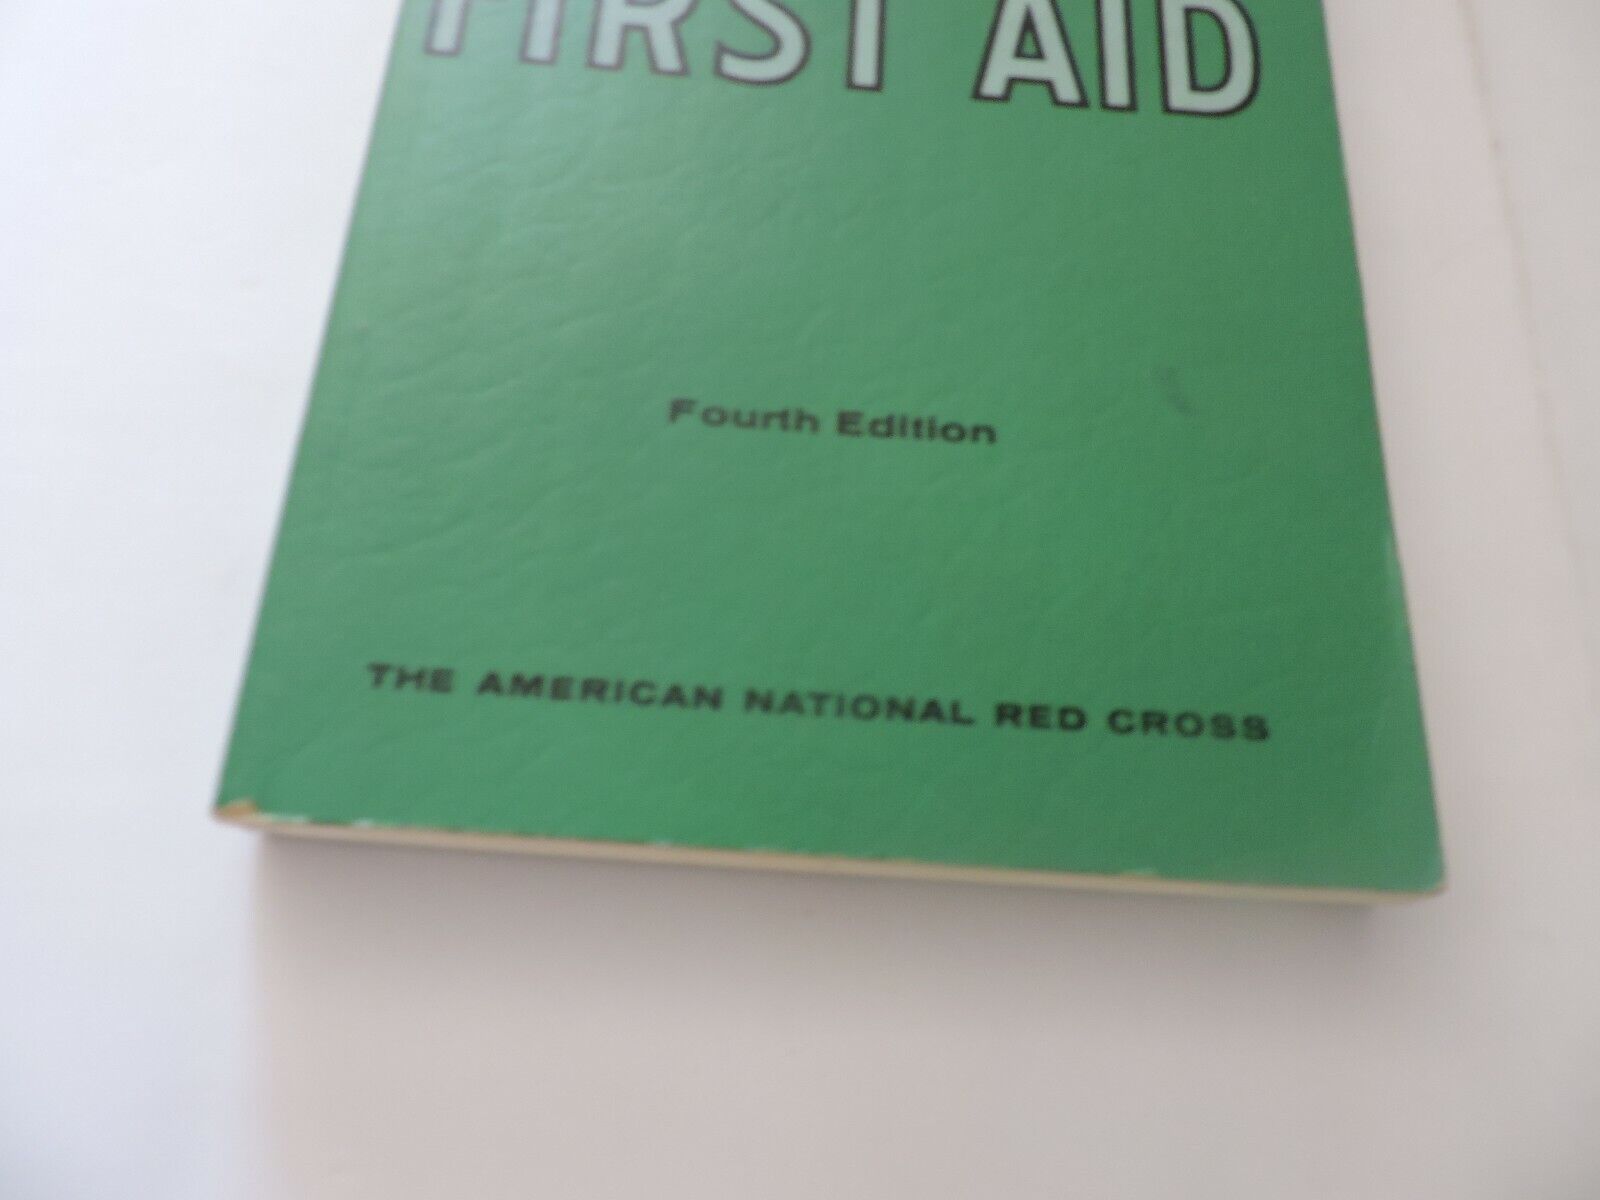 FIRST AID
Fourth Edition
THE AMERICAN NATIONAL RED CROSS